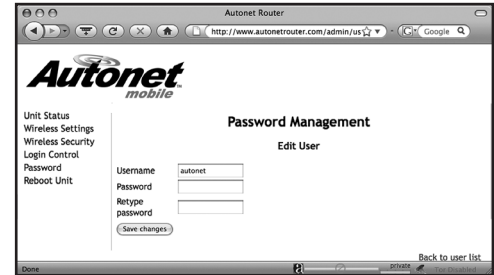 Autonet Router
http://www.autonetrouter.com/admin/us
Google
Autonet
mobile
Unit Status
Wireless Settings
Wireless Security
Login Control
Password
Reboot Unit
Password Management
Edit User
Username autonet
Password
Retype
password
Save changes
Back to user list
Done
private
Tor Disabled